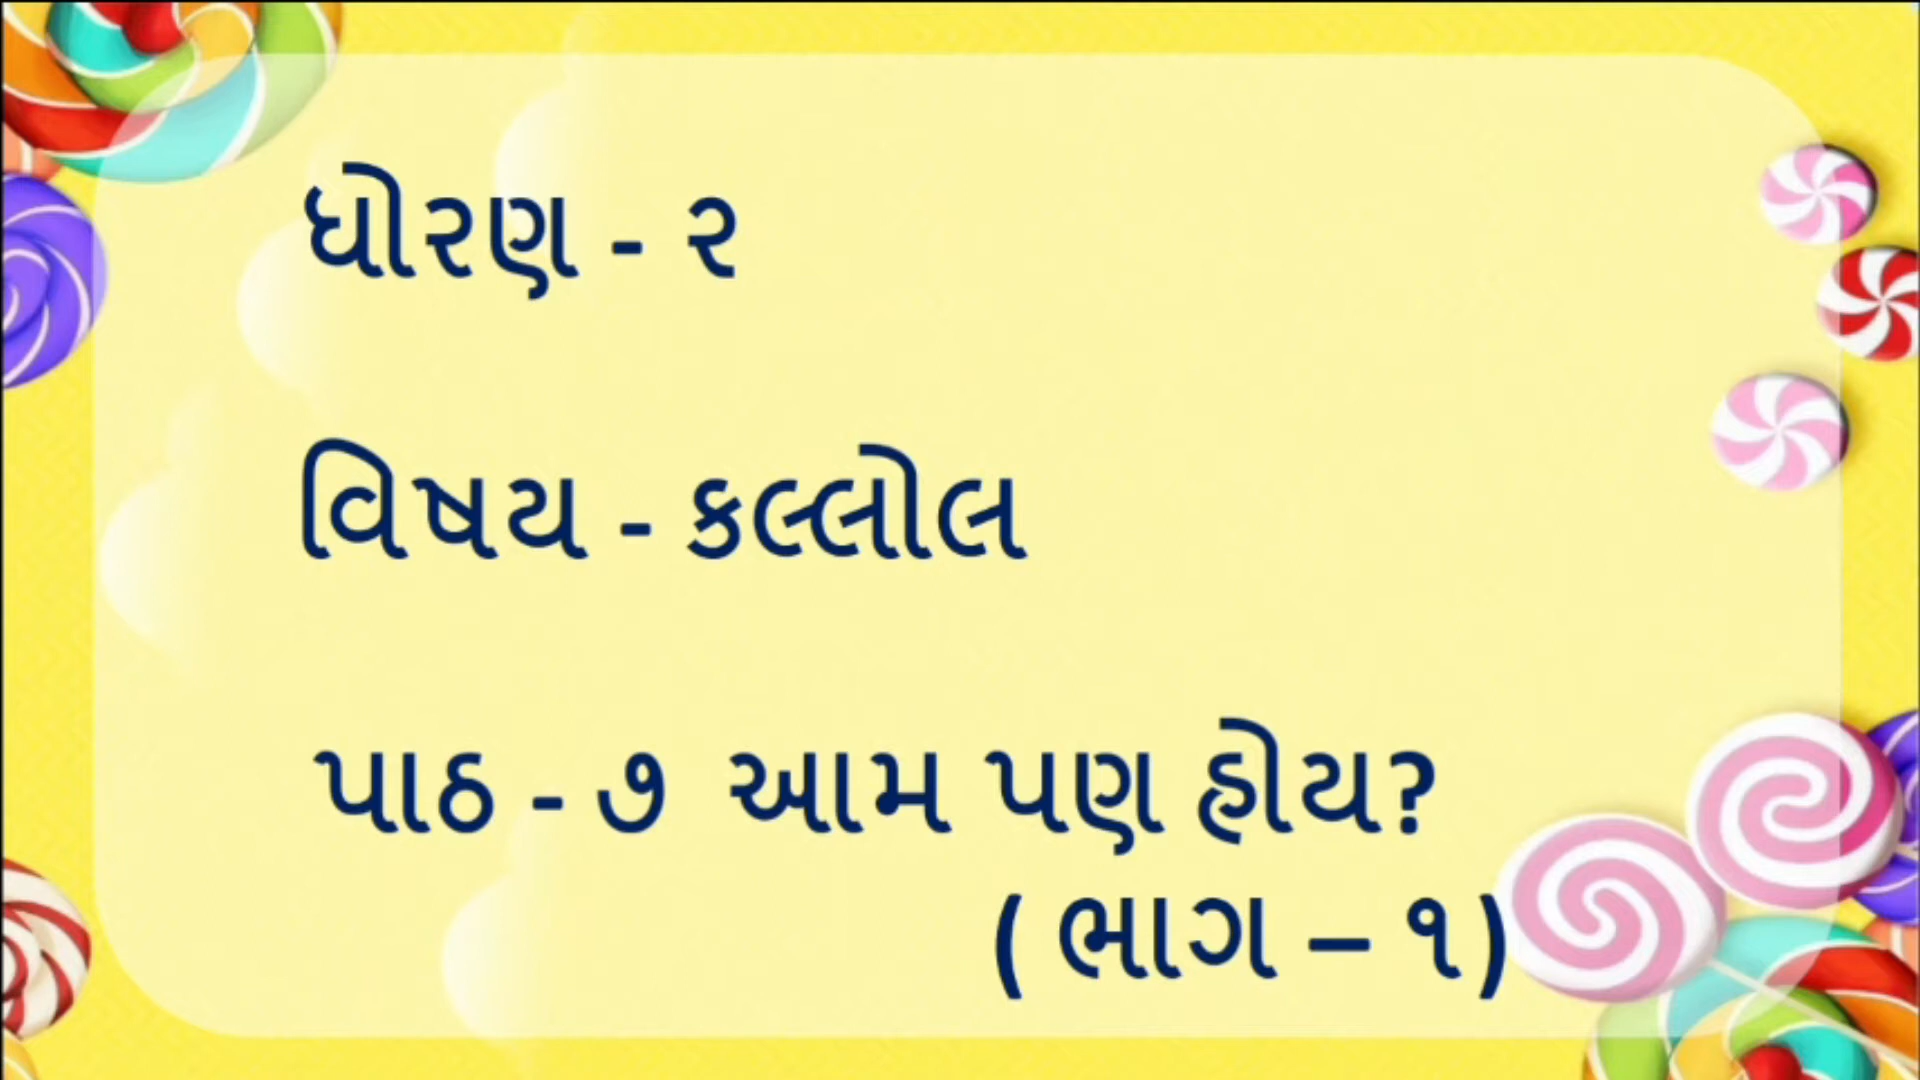 ધોરણ - ૨
વિષય - કલ્લોલ
પાઠ - ૭ આમ પણ હોય?
( ભાગ – ૧)